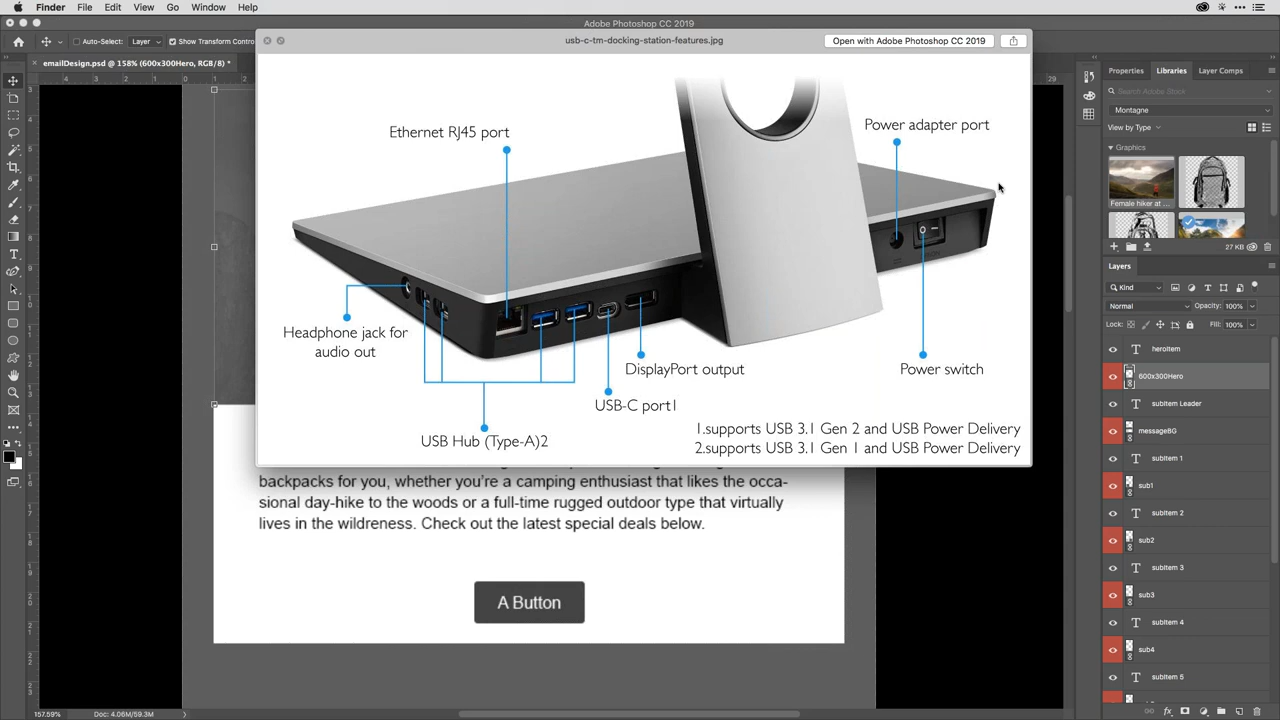 Finder File Edit View Go Window Help
Adobe Photoshop CC 2019
Auto-Select: Layer Show Transform Contro
usb-c-tm-docking-station-features.jpg
Open with Adobe Photoshop CC 2019
emailDesign.psd @ 158% (600x300Hero, RGB/8) *
Properties Libraries Layer Comps
Search Adobe Stock
Montagne
View by Type
Graphics
Female hiker at ...
27 KB
Ethernet RJ45 port
Power adapter port
Headphone jack for
audio out
DisplayPort output
Power switch
USB-C port1
USB Hub (Type-A)2
1.supports USB 3.1 Gen 2 and USB Power Delivery
2.supports USB 3.1 Gen 1 and USB Power Delivery
backpacks for you, whether you're a camping enthusiast that likes the occa-
sional day-hike to the woods or a full-time rugged outdoor type that virtually
lives in the wildreness. Check out the latest special deals below.
A Button
Layers
Kind
Normal Opacity: 100%
Lock: Fill: 100%
heroItem
600x300Hero
subItem Leader
messageBG
subItem 1
sub1
subItem 2
sub2
subItem 3
sub3
subItem 4
sub4
subItem 5
157.59% Doc: 4.06M/59.3M